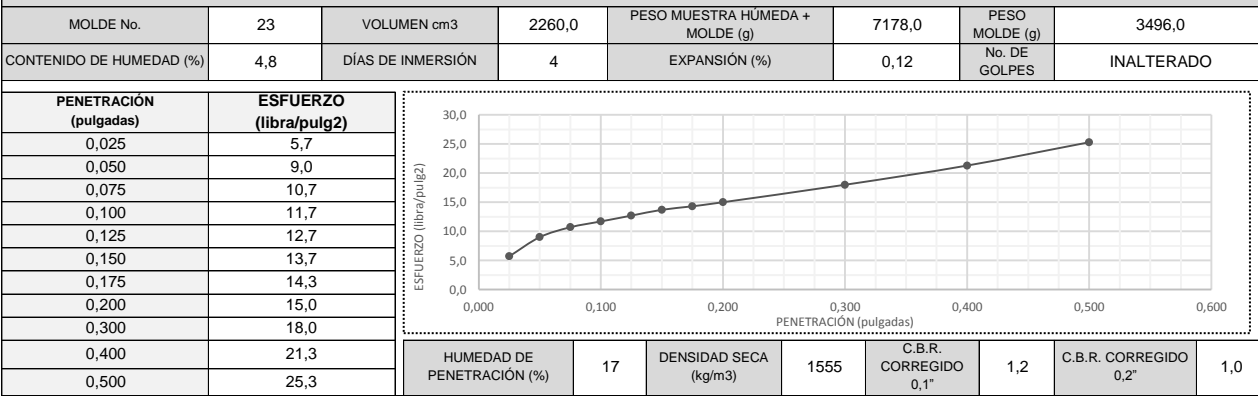 MOLDE No. 23 VOLUMEN cm3 2260,0 PESO MUESTRA HÚMEDA + MOLDE (g) 7178,0 PESO MOLDE (g) 3496,0
CONTENIDO DE HUMEDAD (%) 4,8 DÍAS DE INMERSIÓN 4 EXPANSIÓN (%) 0,12 No. DE GOLPES INALTERADO
PENETRACIÓN (pulgadas) ESFUERZO (libra/pulg2)
0,025 5,7
0,050 9,0
0,075 10,7
0,100 11,7
0,125 12,7
0,150 13,7
0,175 14,3
0,200 15,0
0,300 18,0
0,400 21,3
0,500 25,3
ESFUERZO (libra/pulg2)
30,0
25,0
20,0
15,0
10,0
5,0
0,0
0,000 0,100 0,200 0,300 0,400 0,500 0,600
PENETRACIÓN (pulgadas)
HUMEDAD DE PENETRACIÓN (%) 17 DENSIDAD SECA (kg/m3) 1555 C.B.R. CORREGIDO 0,1" 1,2 C.B.R. CORREGIDO 0,2" 1,0